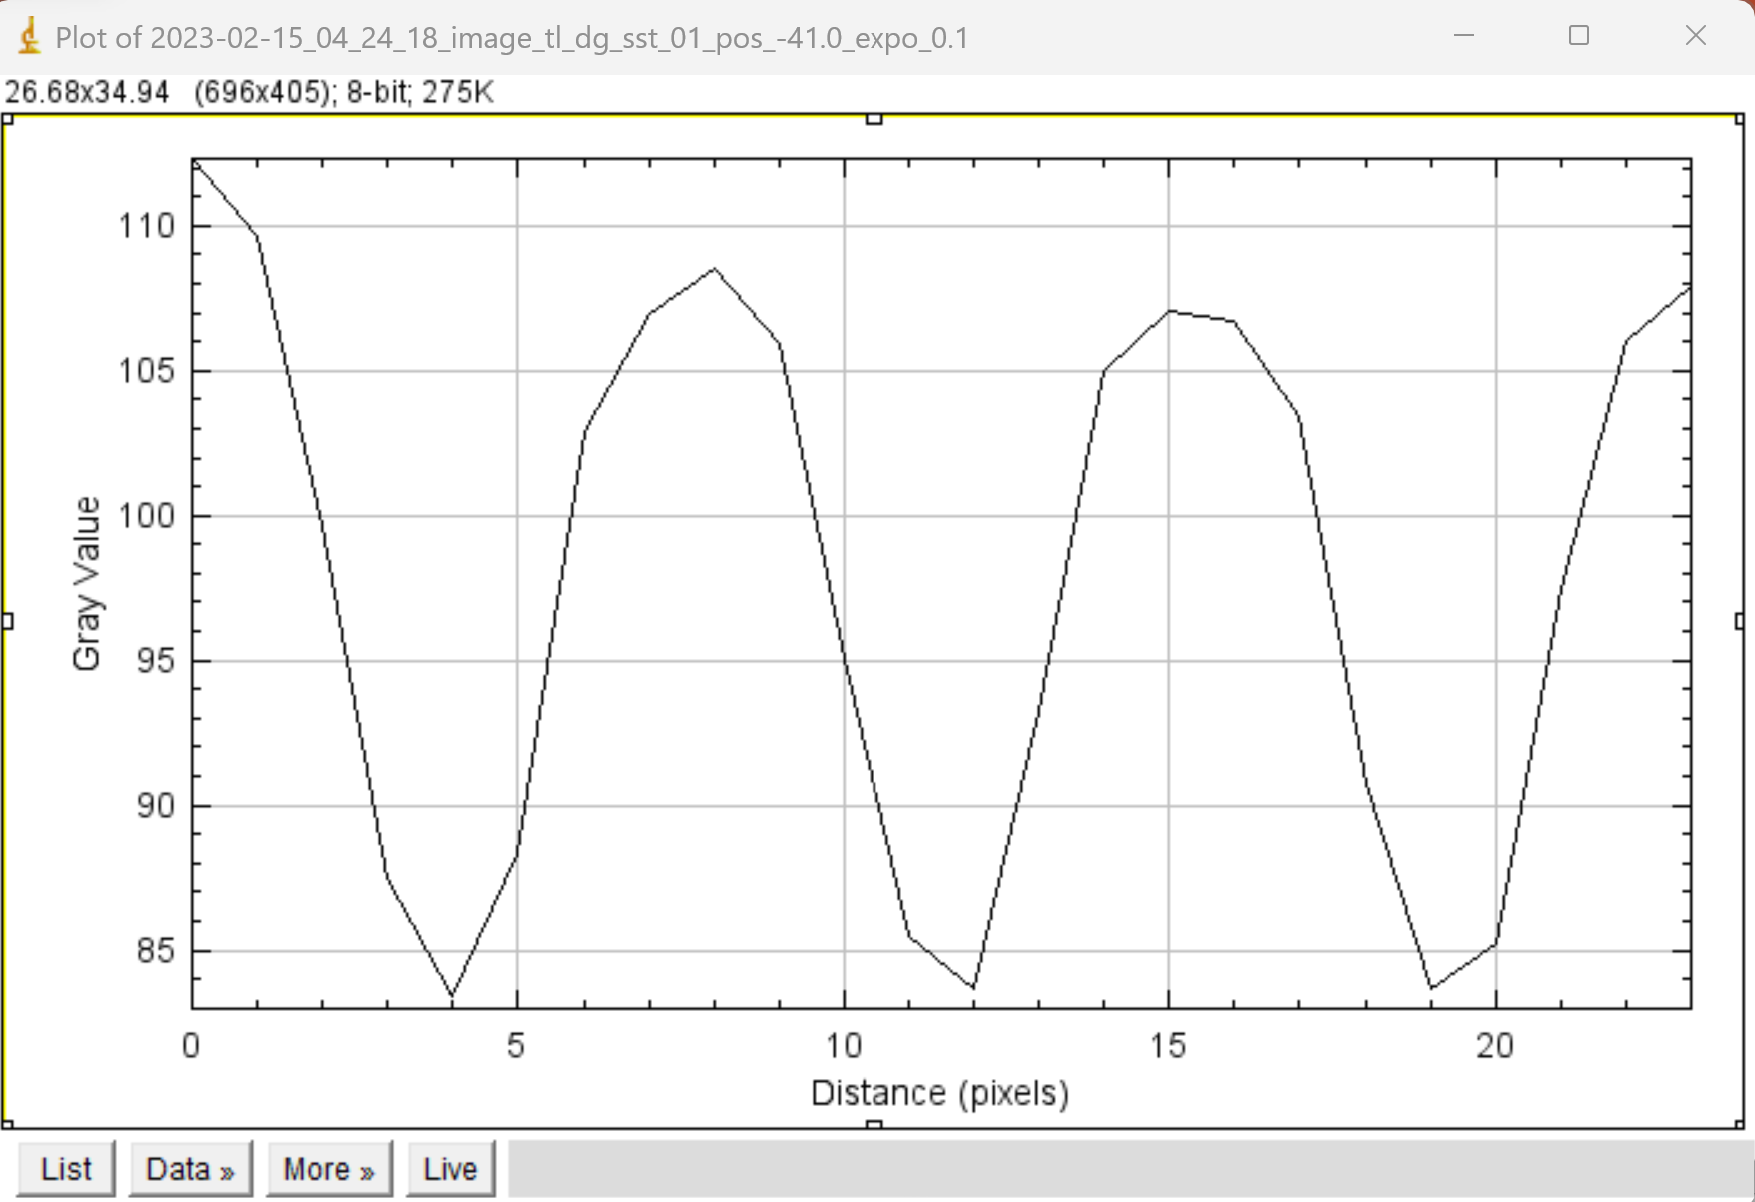 Plot of 2023-02-15_04_24_18_image_tl_dg_sst_01_pos_-41.0_expo_0.1
26.68x34.94 (696x405); 8-bit; 275K
110
105
100
95
90
85
Gray Value
0 5 10 15 20
Distance (pixels)
List Data » More » Live